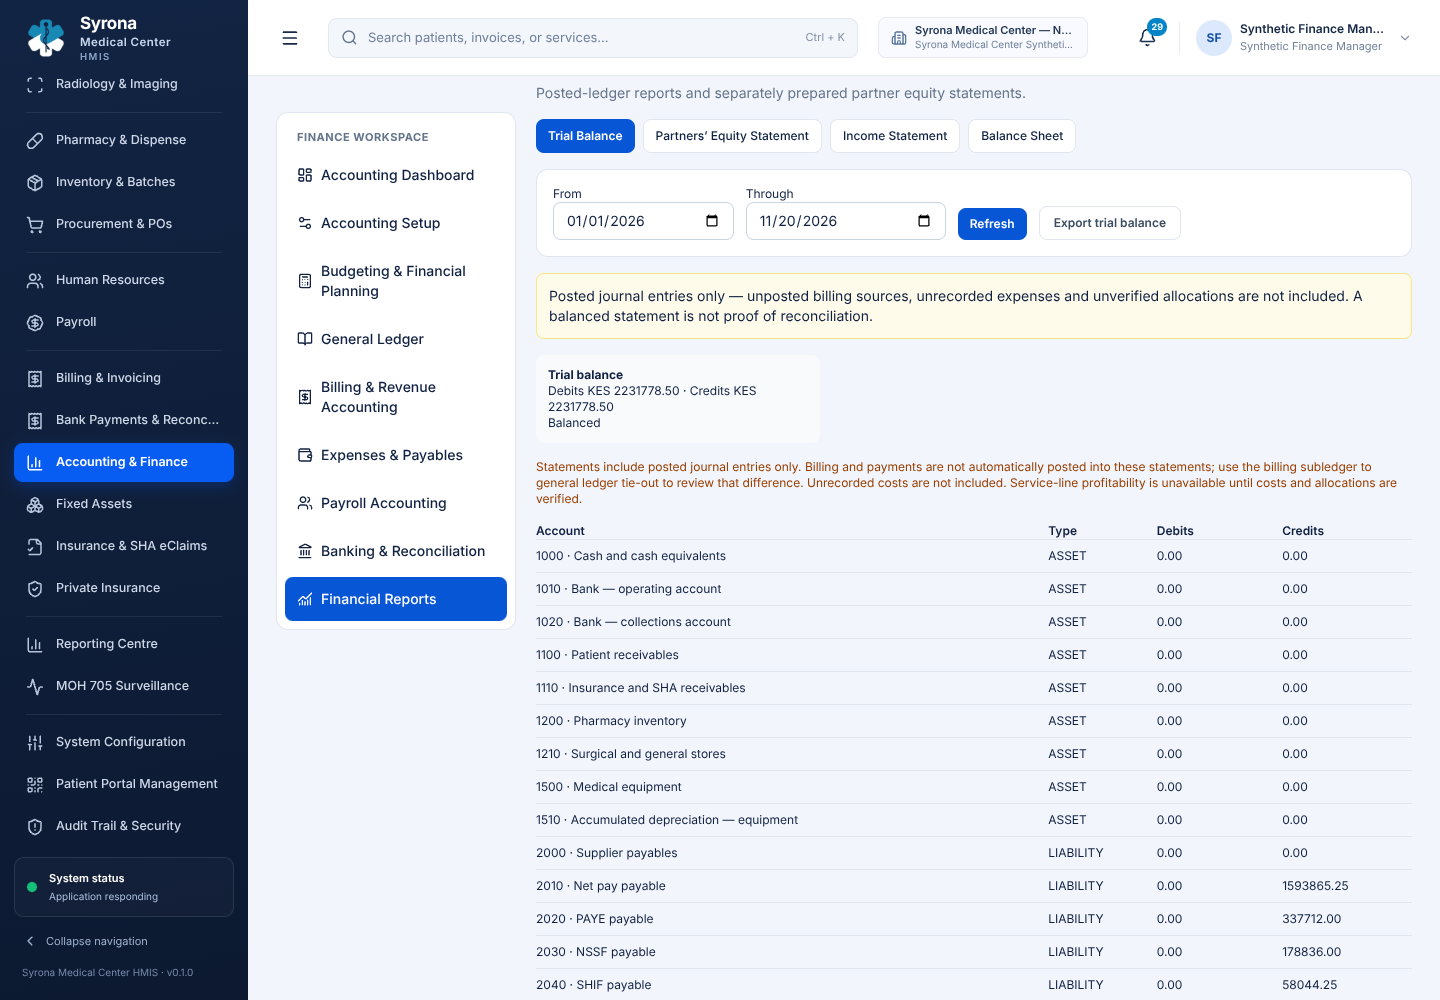 Syrona
Medical Center
HMIS
Radiology & Imaging
Pharmacy & Dispense
Inventory & Batches
Procurement & POs
Human Resources
Payroll
Billing & Invoicing
Bank Payments & Reconc...
Accounting & Finance
Fixed Assets
Insurance & SHA eClaims
Private Insurance
Reporting Centre
MOH 705 Surveillance
System Configuration
Patient Portal Management
Audit Trail & Security
System status
Application responding
Collapse navigation
Syrona Medical Center HMIS · v0.1.0
Search patients, invoices, or services...
Ctrl + K
Syrona Medical Center — N...
Syrona Medical Center Syntheti...
29
SF
Synthetic Finance Man...
Synthetic Finance Manager
FINANCE WORKSPACE
Accounting Dashboard
Accounting Setup
Budgeting & Financial
Planning
General Ledger
Billing & Revenue
Accounting
Expenses & Payables
Payroll Accounting
Banking & Reconciliation
Financial Reports
Posted-ledger reports and separately prepared partner equity statements.
Trial Balance
Partners’ Equity Statement
Income Statement
Balance Sheet
From
Through
01/01/2026
11/20/2026
Refresh
Export trial balance
Posted journal entries only — unposted billing sources, unrecorded expenses and unverified allocations are not included. A
balanced statement is not proof of reconciliation.
Trial balance
Debits KES 2231778.50 · Credits KES
2231778.50
Balanced
Statements include posted journal entries only. Billing and payments are not automatically posted into these statements; use the billing subledger to
general ledger tie-out to review that difference. Unrecorded costs are not included. Service-line profitability is unavailable until costs and allocations are
verified.
Account Type Debits Credits
1000 · Cash and cash equivalents ASSET 0.00 0.00
1010 · Bank — operating account ASSET 0.00 0.00
1020 · Bank — collections account ASSET 0.00 0.00
1100 · Patient receivables ASSET 0.00 0.00
1110 · Insurance and SHA receivables ASSET 0.00 0.00
1200 · Pharmacy inventory ASSET 0.00 0.00
1210 · Surgical and general stores ASSET 0.00 0.00
1500 · Medical equipment ASSET 0.00 0.00
1510 · Accumulated depreciation — equipment ASSET 0.00 0.00
2000 · Supplier payables LIABILITY 0.00 0.00
2010 · Net pay payable LIABILITY 0.00 1593865.25
2020 · PAYE payable LIABILITY 0.00 337712.00
2030 · NSSF payable LIABILITY 0.00 178836.00
2040 · SHIF payable LIABILITY 0.00 58044.25